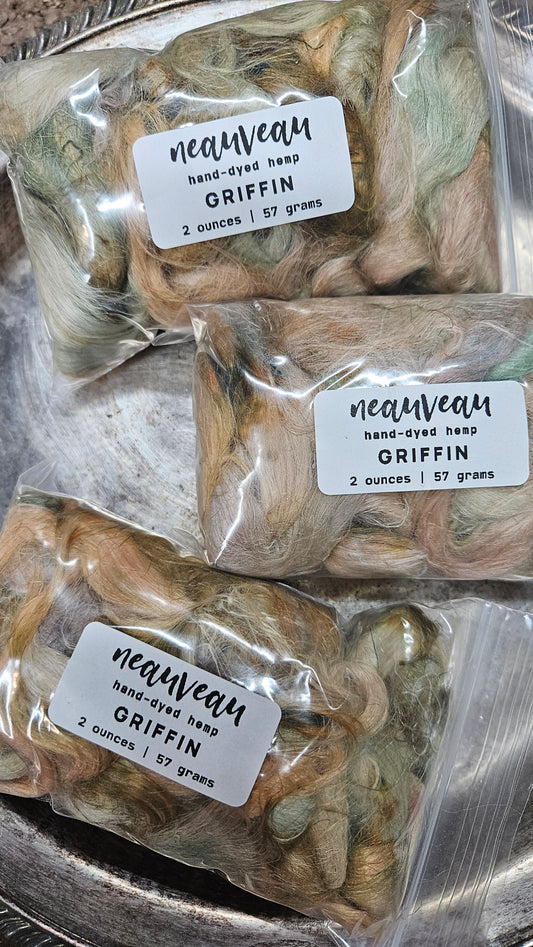 neauveau
hand-dyed hemp
GRIFFIN
2 ounces | 57 grams
neauveau
hand-dyed hemp
GRIFFIN
2 ounces | 57 grams
neauveau
hand-dyed hemp
GRIFFIN
2 ounces | 57 grams